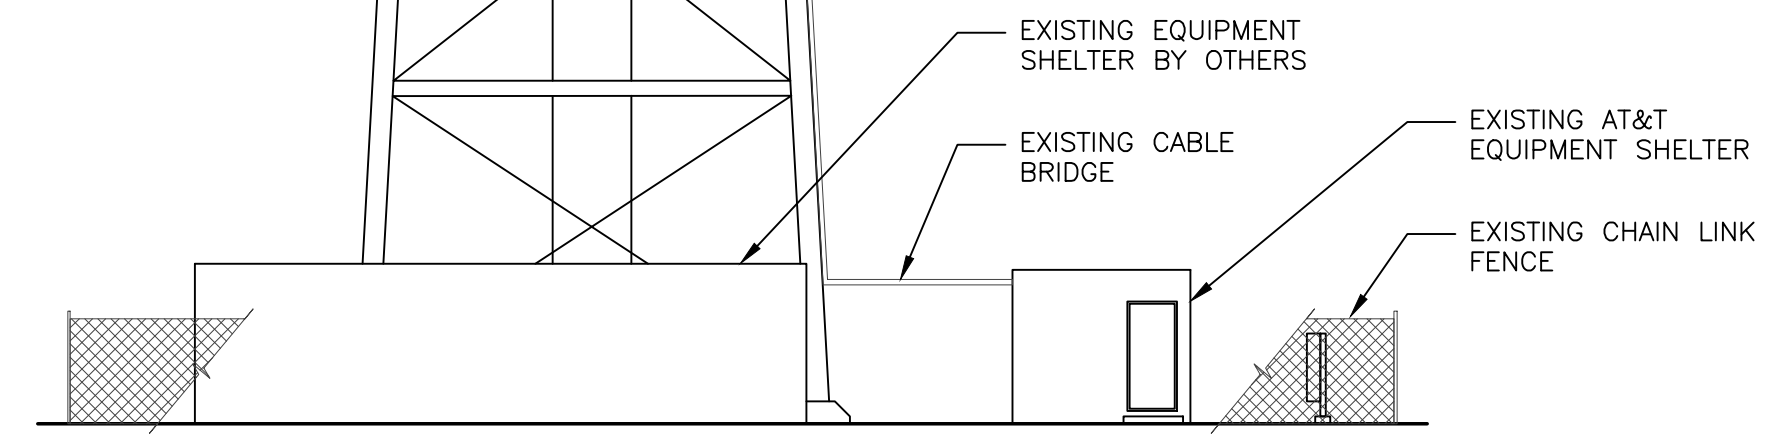 EXISTING EQUIPMENT
SHELTER BY OTHERS
EXISTING CABLE
BRIDGE
EXISTING AT&T
EQUIPMENT SHELTER
EXISTING CHAIN LINK
FENCE